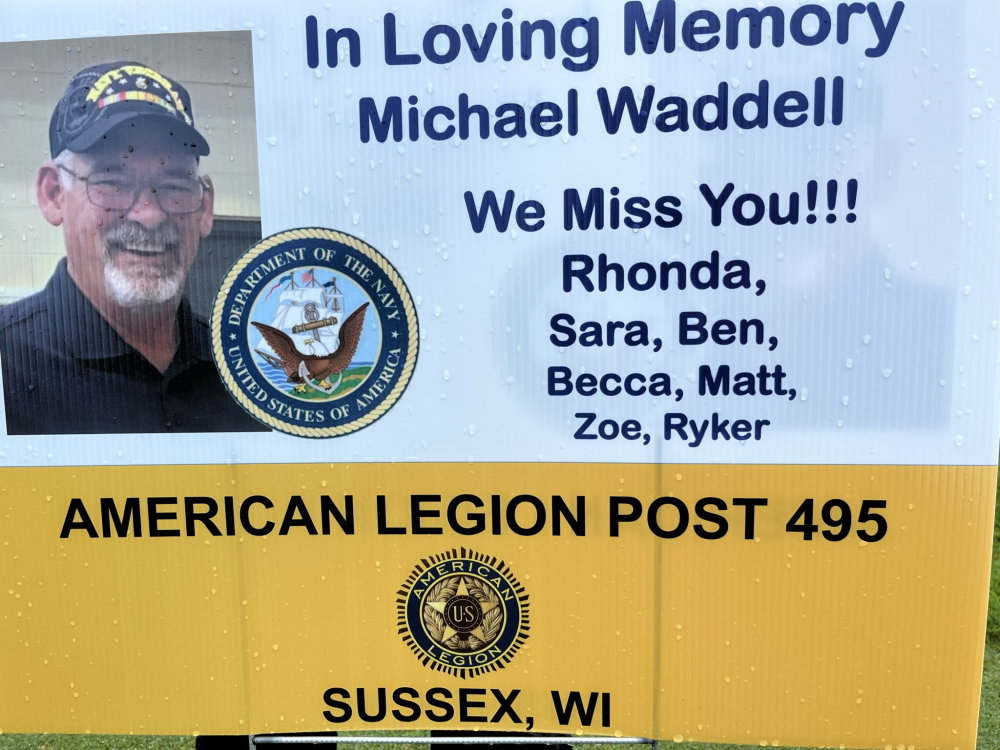 In Loving Memory
Michael Waddell
We Miss You!!!
Rhonda,
Sara, Ben,
Becca, Matt,
Zoe, Ryker
DEPARTMENT OF THE NAVY
UNITED STATES OF AMERICA
AMERICAN LEGION POST 495
AMERICAN
U.S
LEGION
SUSSEX, WI